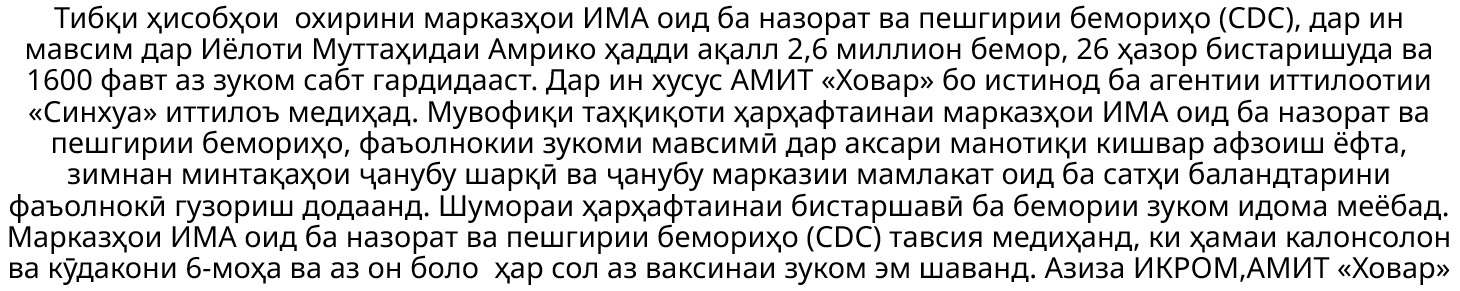 Тибқи ҳисобҳои  охирини марказҳои ИМА оид ба назорат ва пешгирии бемориҳо (CDC), дар ин
мавсим дар Иёлоти Муттаҳидаи Амрико ҳадди ақалл 2,6 миллион бемор, 26 ҳазор бистаришуда ва
1600 фавт аз зуком сабт гардидааст. Дар ин хусус АМИТ «Ховар» бо истинод ба агентии иттилоотии
«Синхуа» иттилоъ медиҳад. Мувофиқи таҳқиқоти ҳарҳафтаинаи марказҳои ИМА оид ба назорат ва
пешгирии бемориҳо, фаъолнокии зукоми мавсимӣ дар аксари манотиқи кишвар афзоиш ёфта,
зимнан минтақаҳои ҷанубу шарқӣ ва ҷанубу марказии мамлакат оид ба сатҳи баландтарини
фаъолнокӣ гузориш додаанд. Шумораи ҳарҳафтаинаи бистаршавӣ ба бемории зуком идома меёбад.
Марказҳои ИМА оид ба назорат ва пешгирии бемориҳо (CDC) тавсия медиҳанд, ки ҳамаи калонсолон
ва кӯдакони 6-моҳа ва аз он боло  ҳар сол аз ваксинаи зуком эм шаванд. Азиза ИКРОМ,АМИТ «Ховар»